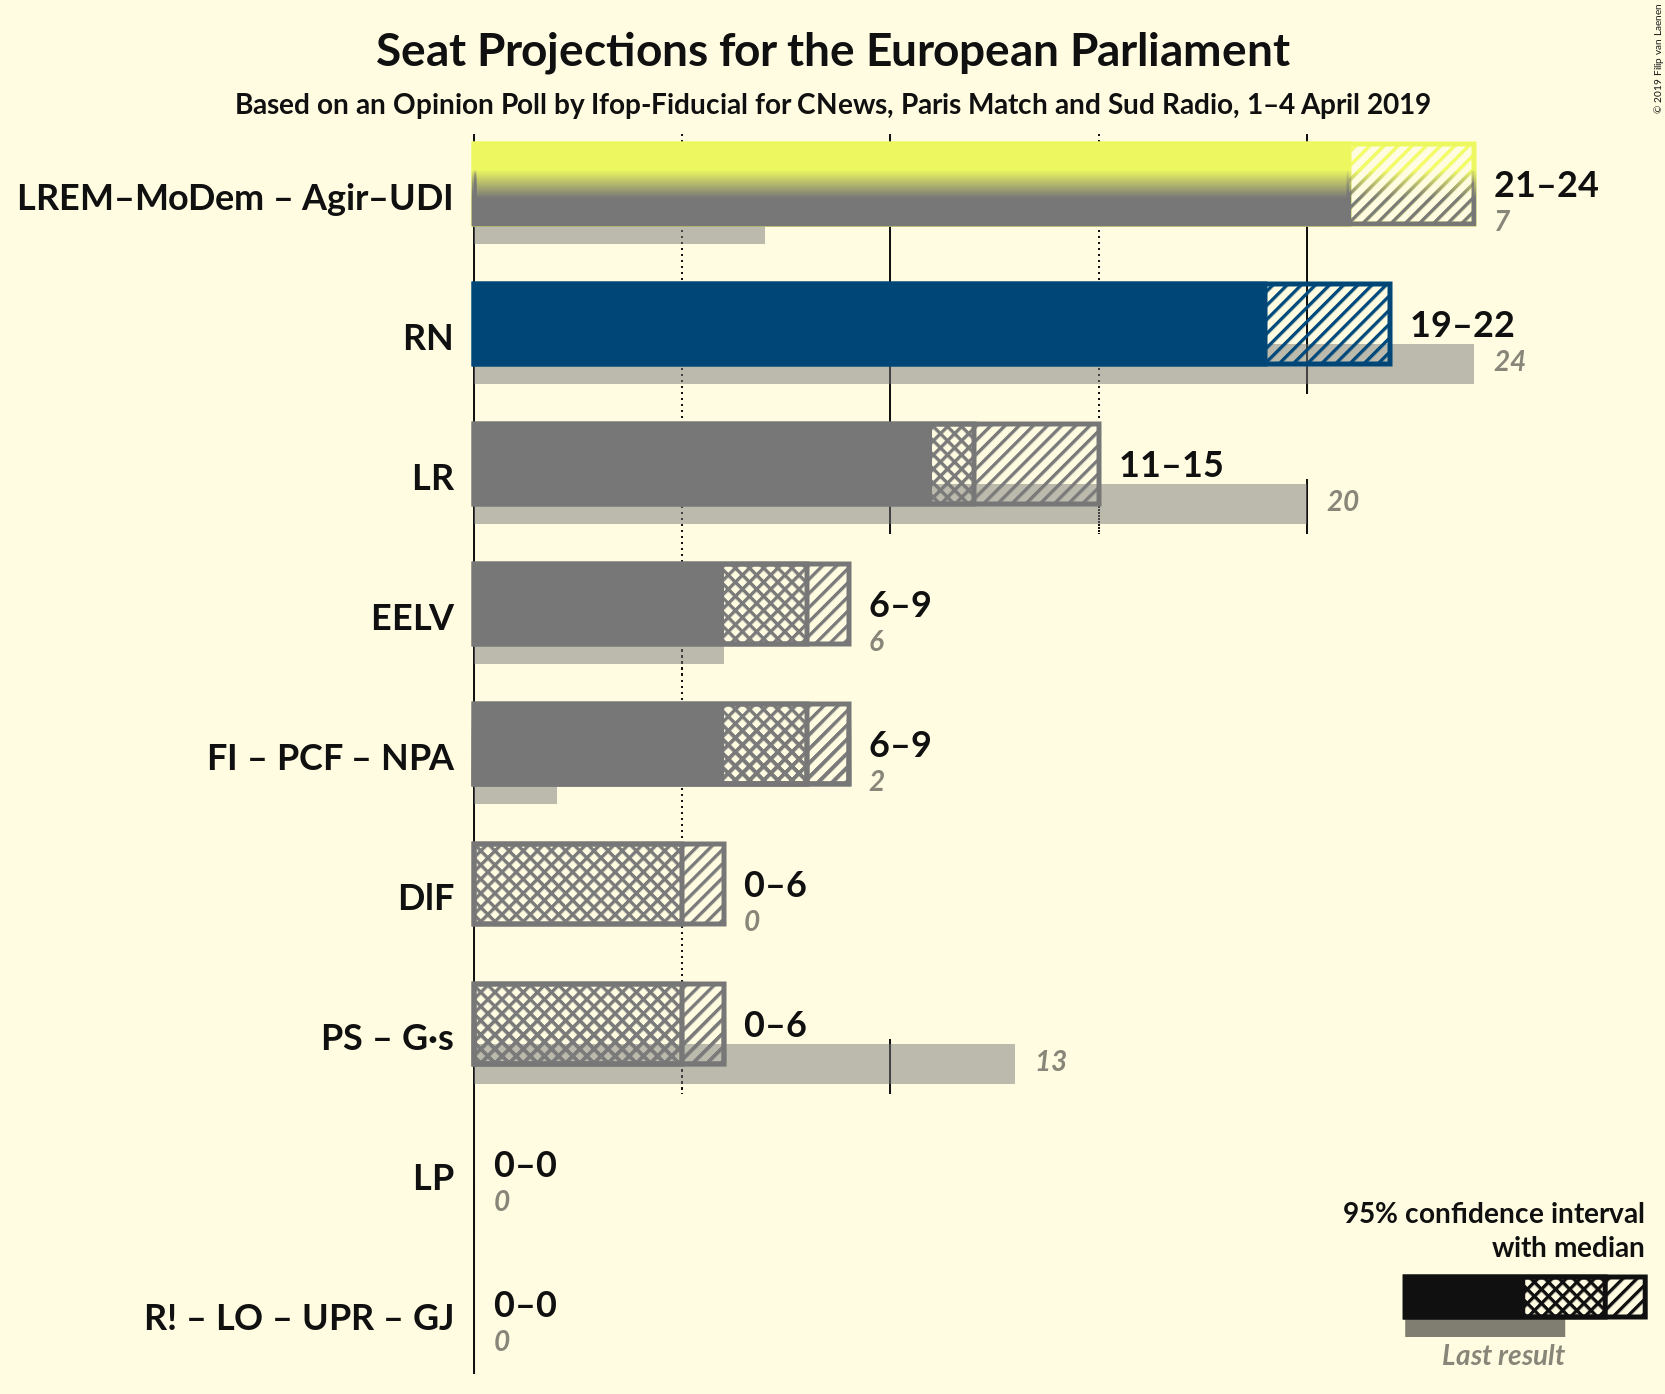 Seat Projections for the European Parliament
Based on an Opinion Poll by Ifop-Fiducial for CNews, Paris Match and Sud Radio, 1–4 April 2019
© 2019 Filip van Laenen
LREM–MoDem – Agir–UDI
21–24
7
RN
19–22
24
LR
11–15
20
EELV
6–9
6
FI – PCF – NPA
6–9
2
DlF
0–6
0
PS – G·s
0–6
13
LP
0–0
0
R! – LO – UPR – GJ
0–0
0
95% confidence interval
with median
Last result